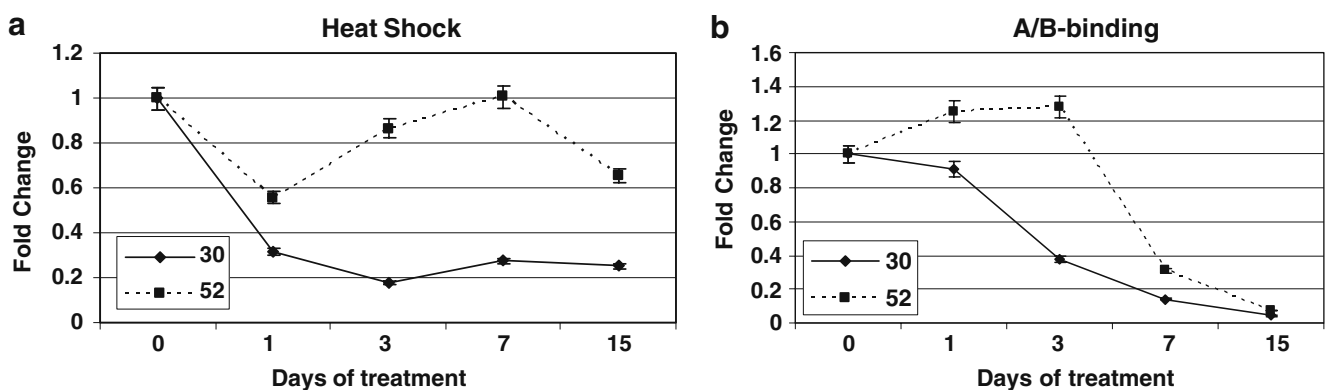 a
Heat Shock
1.2
1
0.8
0.6
0.4
0.2
0
Fold Change
30
52
0 1 3 7 15
Days of treatment
b
A/B-binding
1.6
1.4
1.2
1
0.8
0.6
0.4
0.2
0
Fold Change
30
52
0 1 3 7 15
Days of treatment